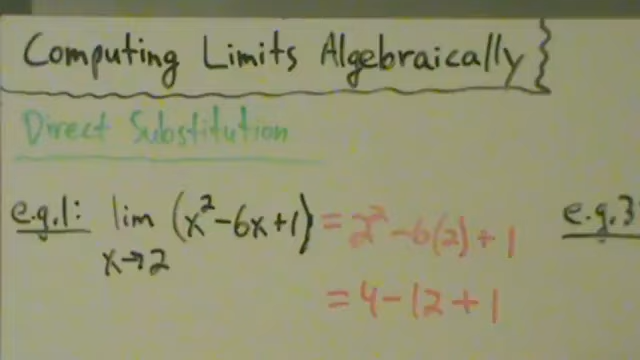 Computing Limits Algebraically
Direct Substitution
e.g.1: lim (x²-6x+1) = 2²-6(2)+1
x→2
= 4-12+1
e.g.3